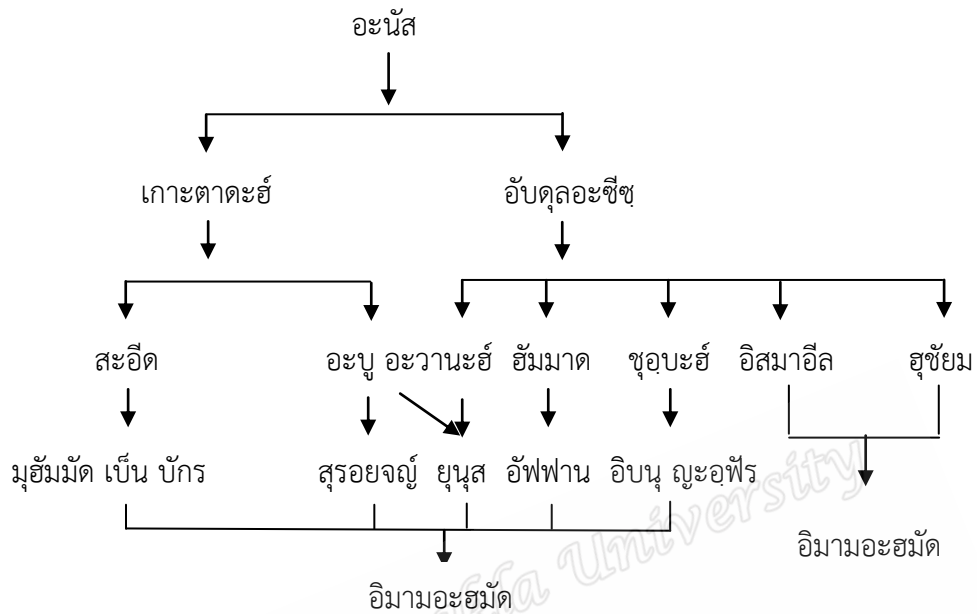 อะนัส
เกาะตาดะฮ์ อับดุลอะซีซฺ
สะอีด อะบู อะวานะฮ์ ฮัมมาด ชุอฺบะฮ์ อิสมาอีล ฮุชัยม
มุฮัมมัด เบ็น บักร สุรอยจญ์ ยุนุส อัฟฟาน อิบนุ ญะอฺฟัร
อิมามอะฮมัด
อิมามอะฮมัด
University